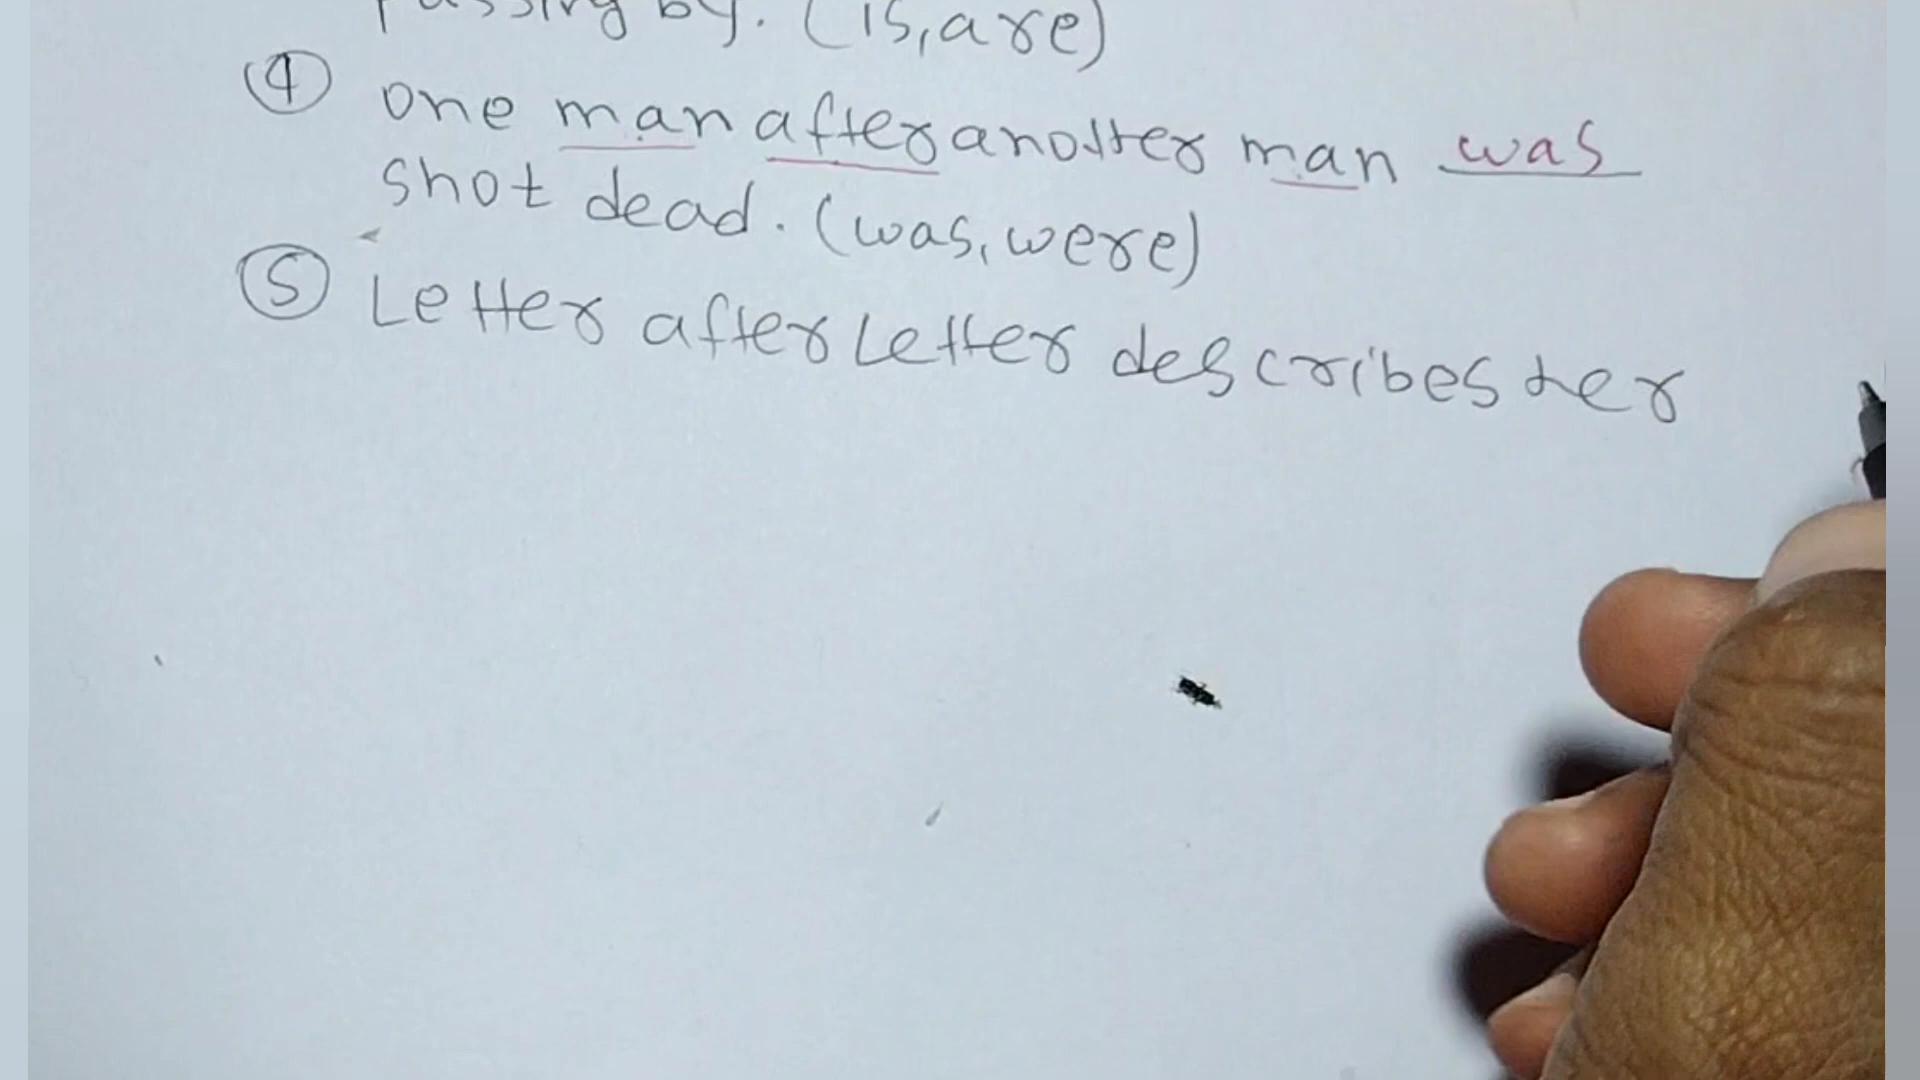 passing by. (is, are)
④ one man after another man was
shot dead. (was, were)
⑤ Letter after Letter describes her